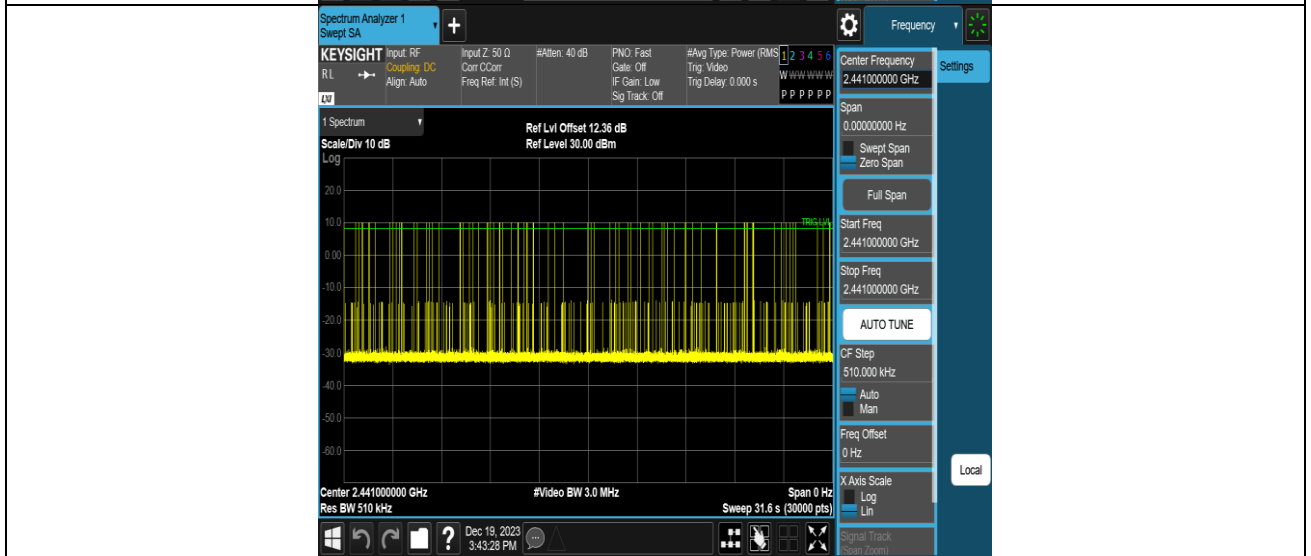 Spectrum Analyzer 1
Swept SA
+
Frequency
KEYSIGHT
RL
LXI
Input: RF
Coupling: DC
Align: Auto
Input Z: 50 Ω
Corr CCorr
Freq Ref: Int (S)
#Atten: 40 dB
PNO: Fast
Gate: Off
IF Gain: Low
Sig Track: Off
#Avg Type: Power (RMS
Trig: Video
Trig Delay: 0.000 s
1 2 3 4 5 6
W W W W W W
P P P P P P
Center Frequency
2.441000000 GHz
Settings
Span
0.00000000 Hz
Swept Span
Zero Span
Full Span
Start Freq
2.441000000 GHz
Stop Freq
2.441000000 GHz
AUTO TUNE
CF Step
510.000 kHz
Auto
Man
Freq Offset
0 Hz
X Axis Scale
Log
Lin
Signal Track
(Span Zoom)
Local
1 Spectrum
Scale/Div 10 dB
Log
Ref Lvl Offset 12.36 dB
Ref Level 30.00 dBm
20.0
10.0
TRIG LVL
0.00
-10.0
-20.0
-30.0
-40.0
-50.0
-60.0
Center 2.441000000 GHz
Res BW 510 kHz
#Video BW 3.0 MHz
Span 0 Hz
Sweep 31.6 s (30000 pts)
?
Dec 19, 2023
3:43:28 PM